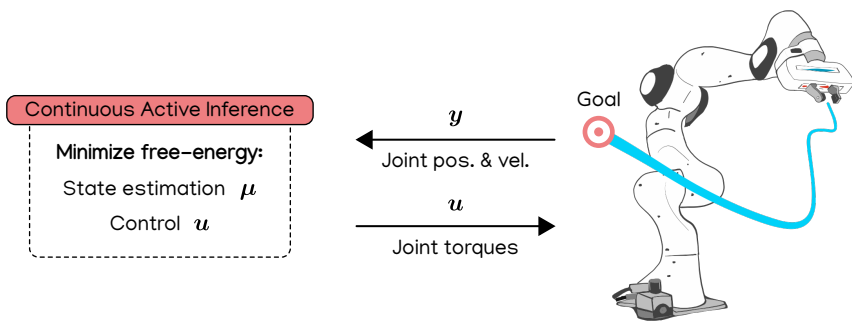 Continuous Active Inference
Minimize free-energy:
State estimation μ
Control u
y
Joint pos. & vel.
u
Joint torques
Goal